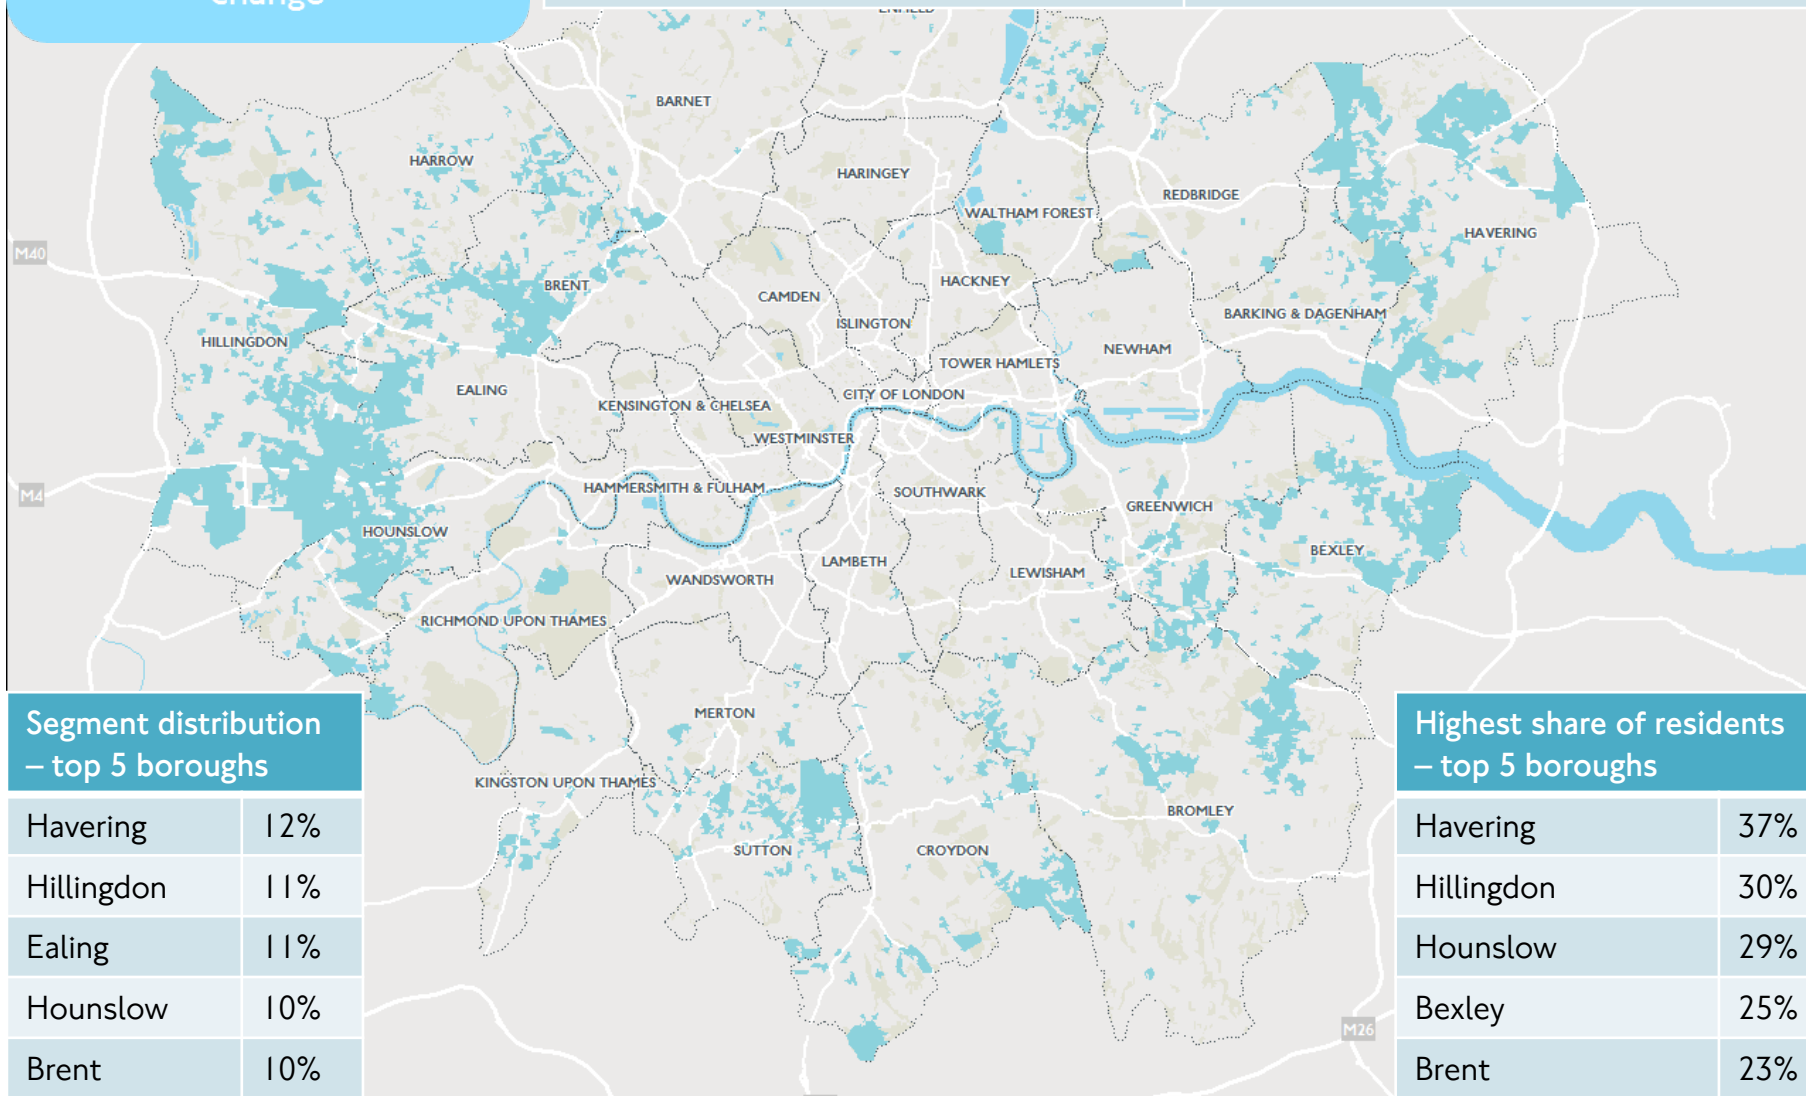 change
ENFIELD
BARNET
HARROW
HARINGEY
WALTHAM FOREST
REDBRIDGE
HAVERING
M40
BRENT
CAMDEN
HACKNEY
ISLINGTON
BARKING & DAGENHAM
HILLINGDON
EALING
TOWER HAMLETS
NEWHAM
KENSINGTON & CHELSEA
CITY OF LONDON
WESTMINSTER
M4
HAMMERSMITH & FULHAM
SOUTHWARK
GREENWICH
HOUNSLOW
BEXLEY
LAMBETH
WANDSWORTH
LEWISHAM
RICHMOND UPON THAMES
MERTON
KINGSTON UPON THAMES
SUTTON
CROYDON
BROMLEY
M26
Segment distribution
– top 5 boroughs
Havering 12%
Hillingdon 11%
Ealing 11%
Hounslow 10%
Brent 10%
Highest share of residents
– top 5 boroughs
Havering 37%
Hillingdon 30%
Hounslow 29%
Bexley 25%
Brent 23%